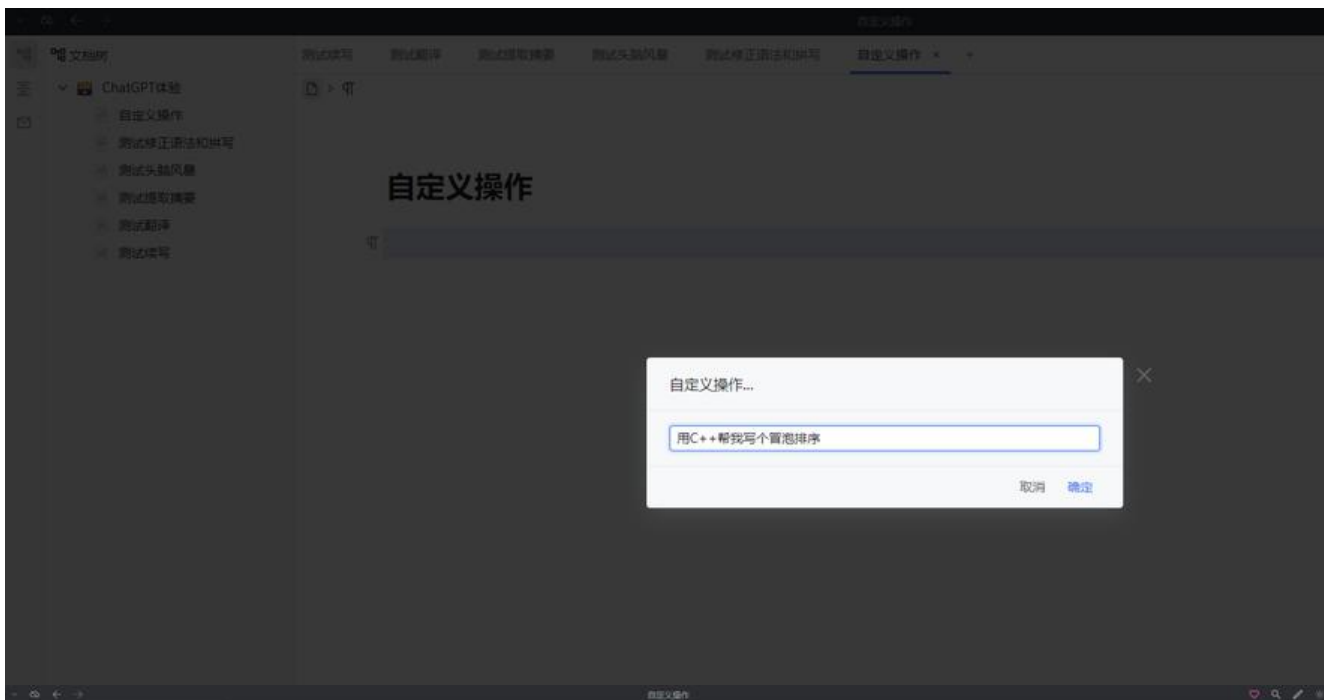 自定义操作
文档树
测试续写 测试翻译 测试提取摘要 测试头脑风暴 测试修正语法和拼写 自定义操作 × +
ChatGPT体验
自定义操作
测试修正语法和拼写
测试头脑风暴
测试提取摘要
测试翻译
测试续写
自定义操作
自定义操作...
用C++帮我写个冒泡排序
取消 确定
自定义操作